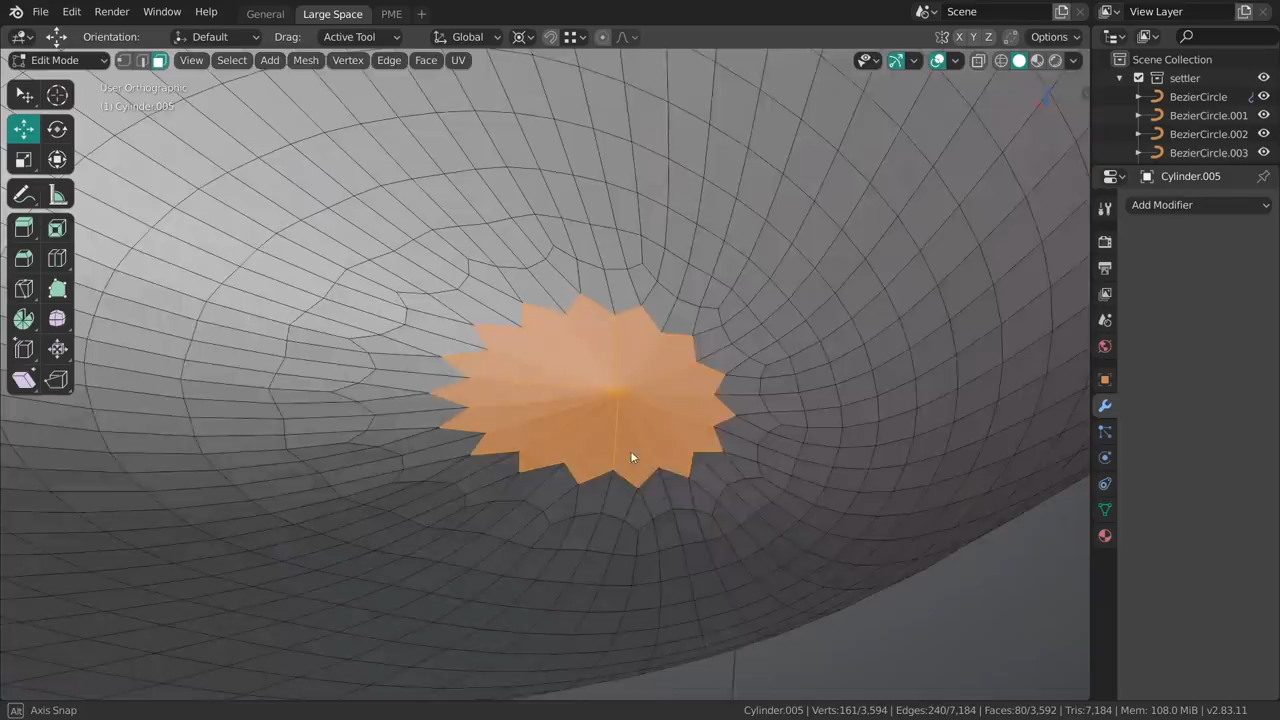 File Edit Render Window Help General Large Space PME + Scene View Layer
Orientation: Default Drag: Active Tool Global X Y Z Options
Edit Mode View Select Add Mesh Vertex Edge Face UV
User Orthographic
(1) Cylinder.005
Scene Collection
settler
BezierCircle
BezierCircle.001
BezierCircle.002
BezierCircle.003
Cylinder.005
Add Modifier
Alt Axis Snap Cylinder.005 | Verts:161/3,594 | Edges:240/7,184 | Faces:80/3,592 | Tris:7,184 | Mem: 108.0 MiB | v2.83.11